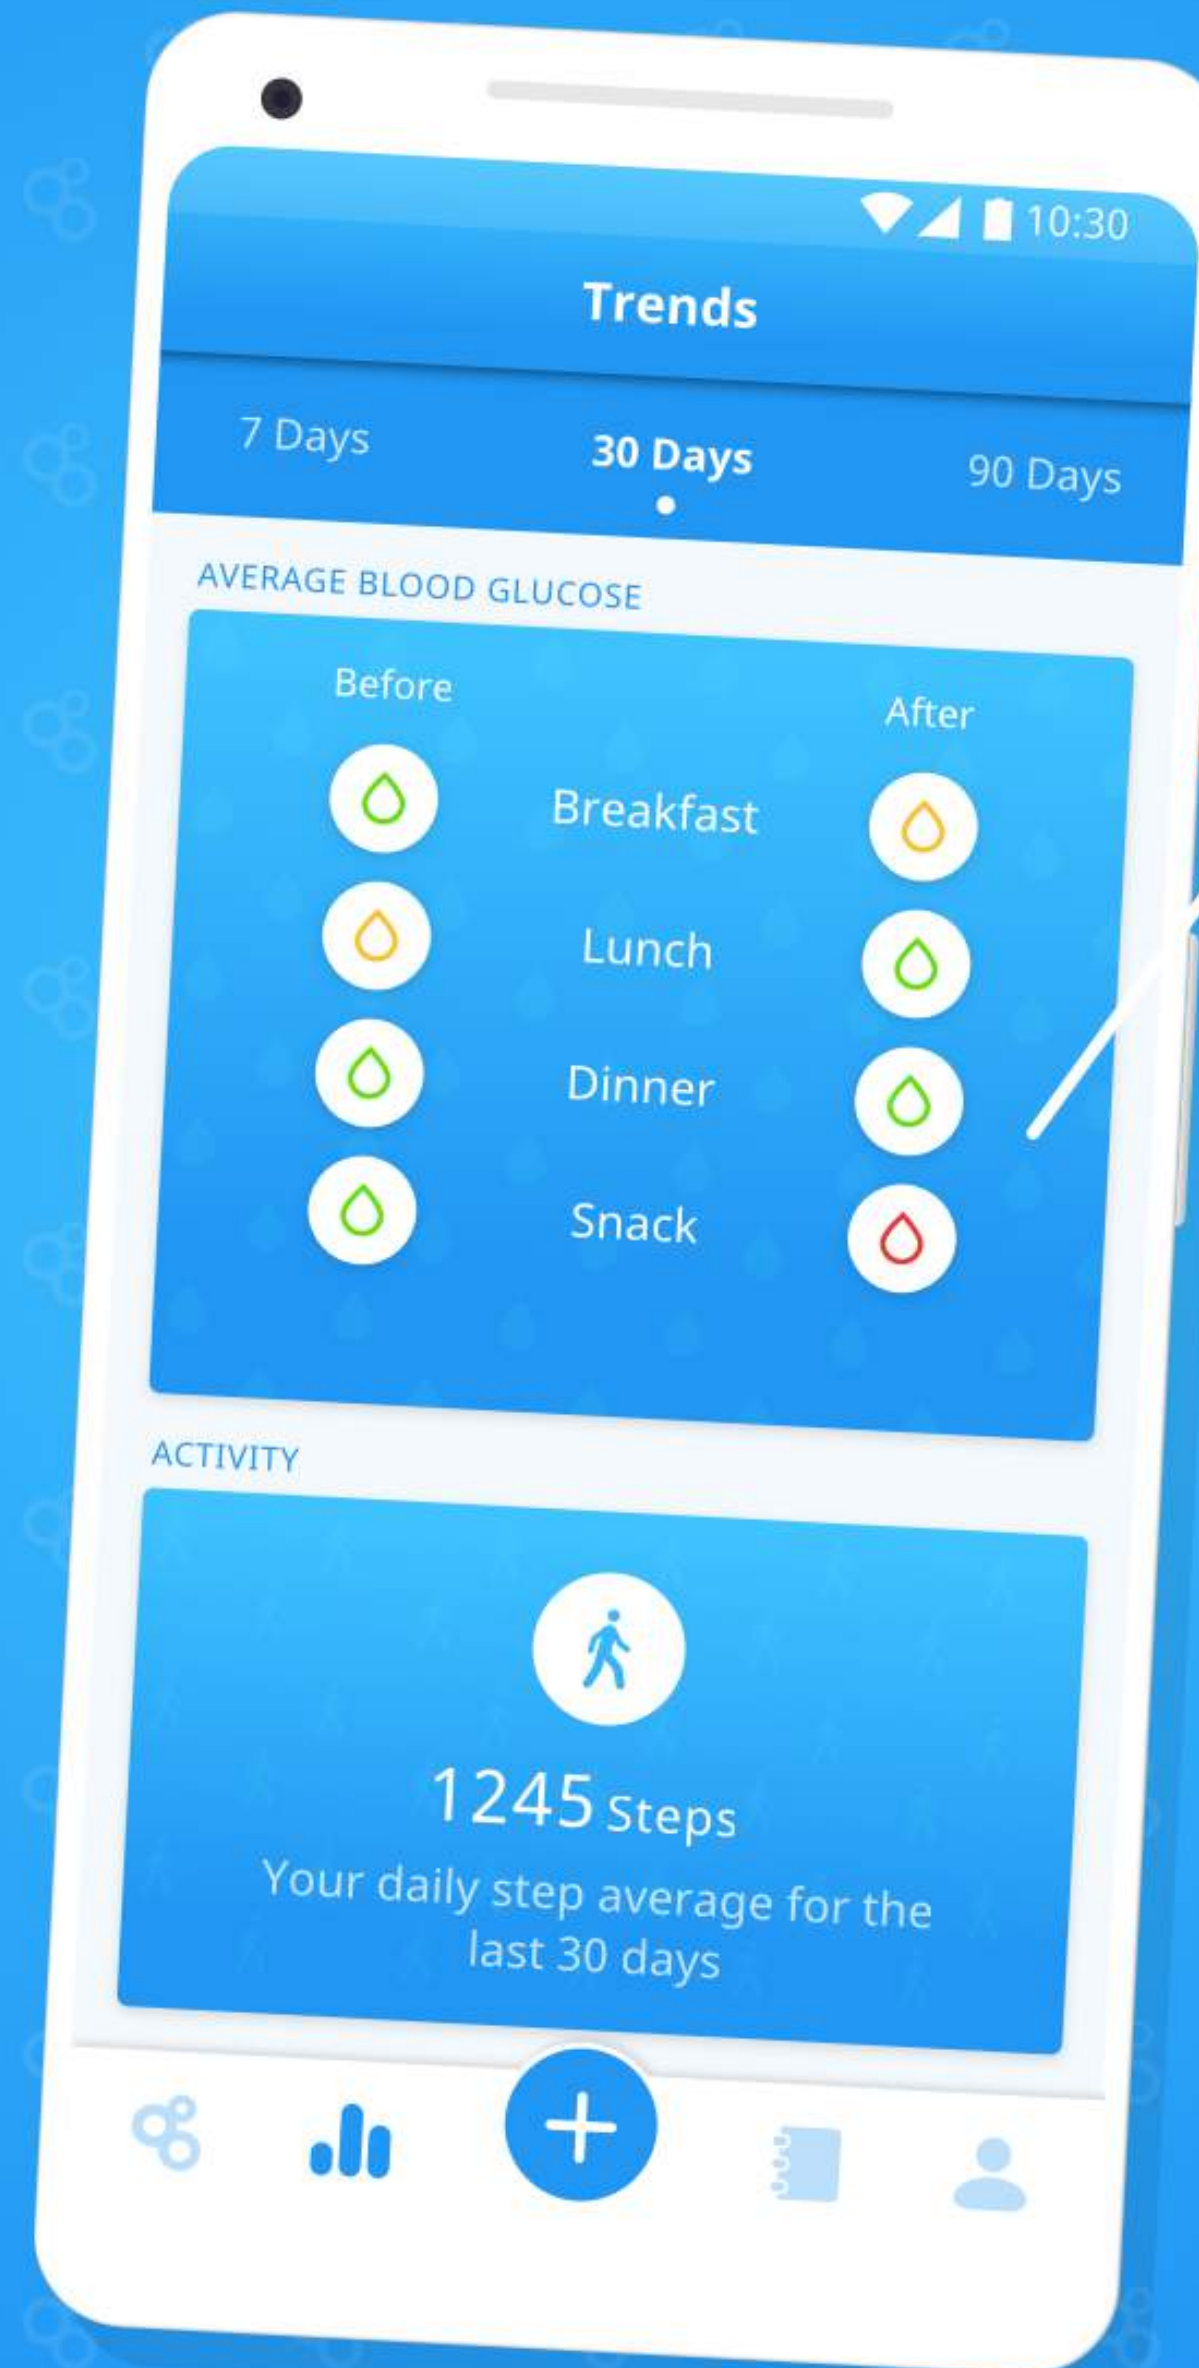 10:30
Trends
7 Days 30 Days 90 Days
AVERAGE BLOOD GLUCOSE
Before After
Breakfast
Lunch
Dinner
Snack
ACTIVITY
1245 Steps
Your daily step average for the
last 30 days